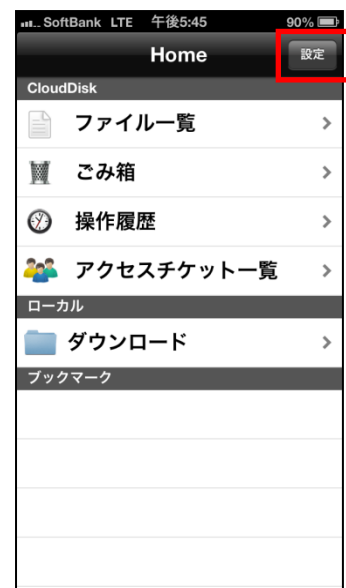 SoftBank LTE 午後5:45 90%
Home 設定
CloudDisk
ファイル一覧
ごみ箱
操作履歴
アクセスチケット一覧
ローカル
ダウンロード
ブックマーク